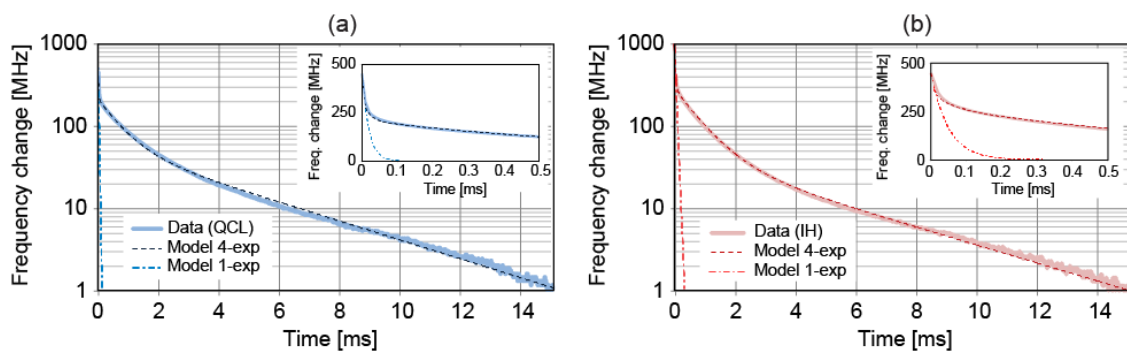 (a)
Frequency change [MHz]
1000
100
10
1
0 2 4 6 8 10 12 14
Time [ms]
Data (QCL)
Model 4-exp
Model 1-exp
Freq. change [MHz]
500
250
0
0 0.1 0.2 0.3 0.4 0.5
Time [ms]
(b)
Frequency change [MHz]
1000
100
10
1
0 2 4 6 8 10 12 14
Time [ms]
Data (IH)
Model 4-exp
Model 1-exp
Freq. change [MHz]
500
250
0
0 0.1 0.2 0.3 0.4 0.5
Time [ms]